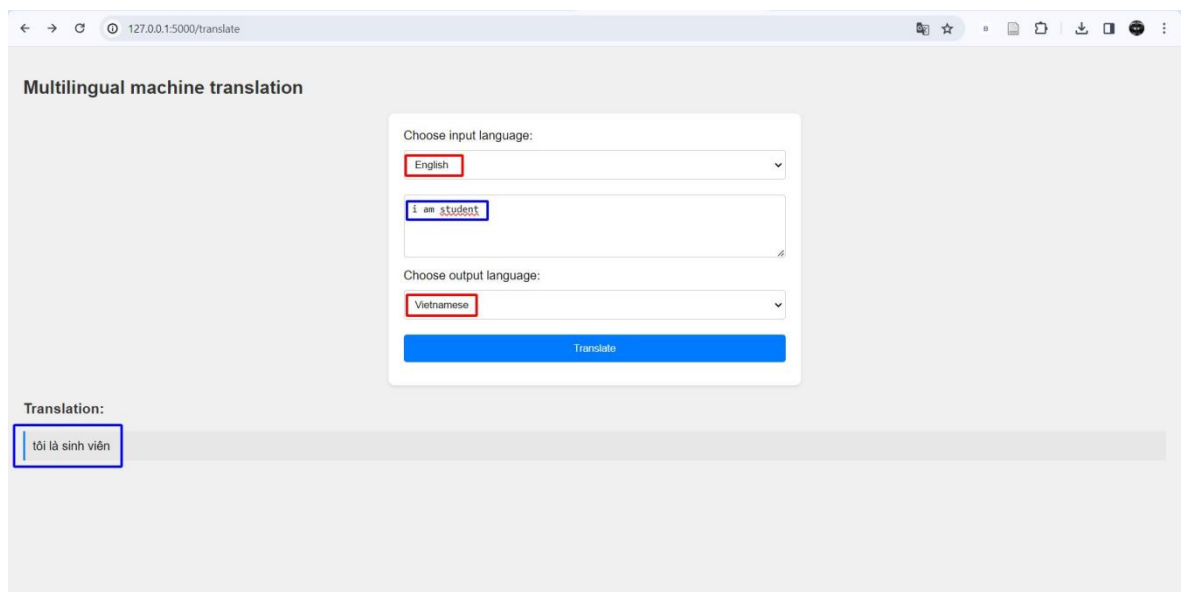 127.0.0.1:5000/translate
Multilingual machine translation
Choose input language:
English
i am student
Choose output language:
Vietnamese
Translate
Translation:
tôi là sinh viên